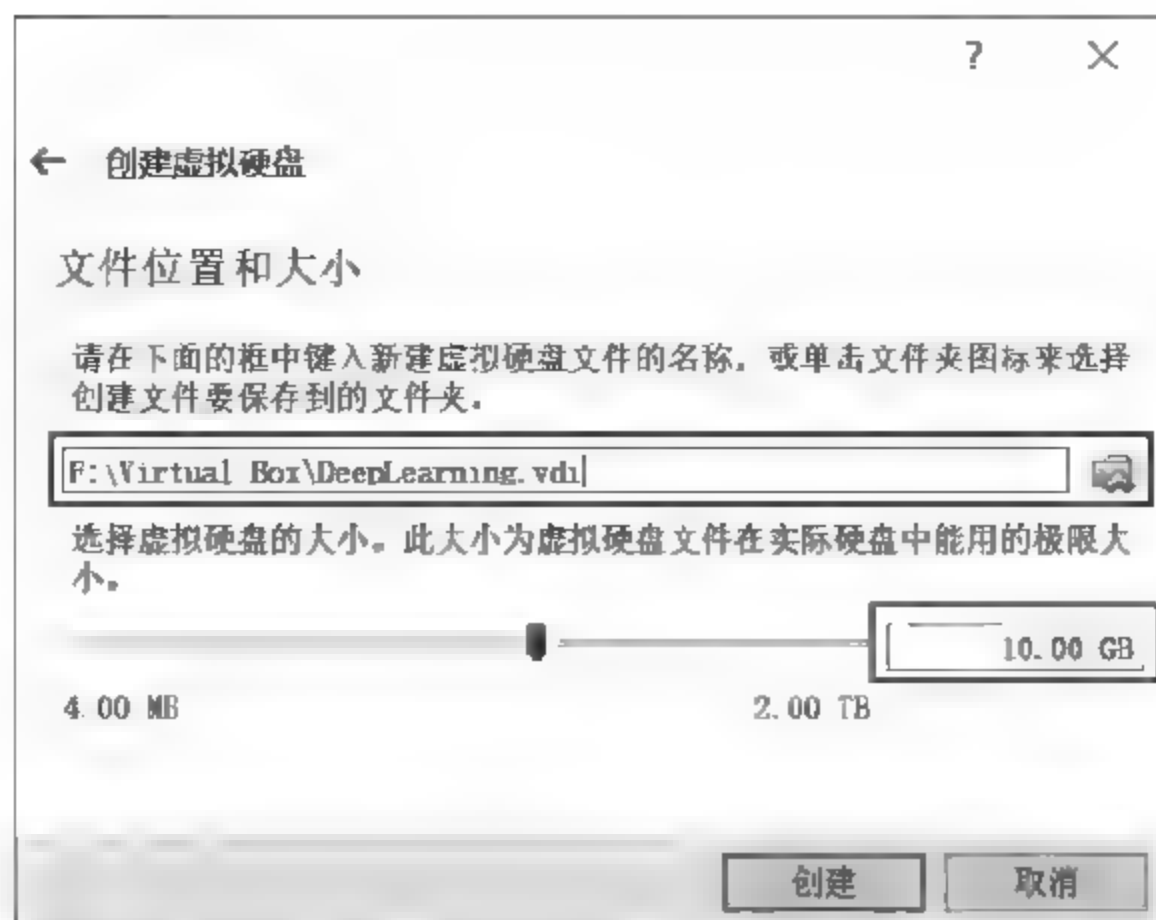 ?
← 创建虚拟硬盘
文件位置和大小
请在下面的框中键入新建虚拟硬盘文件的名称,或单击文件夹图标来选择
创建文件要保存到的文件夹。
F:\Virtual Box\DeepLearning.vdi
选择虚拟硬盘的大小。此大小为虚拟硬盘文件在实际硬盘中能用的极限大
小。
10.00 GB
4.00 MB 2.00 TB
创建 取消